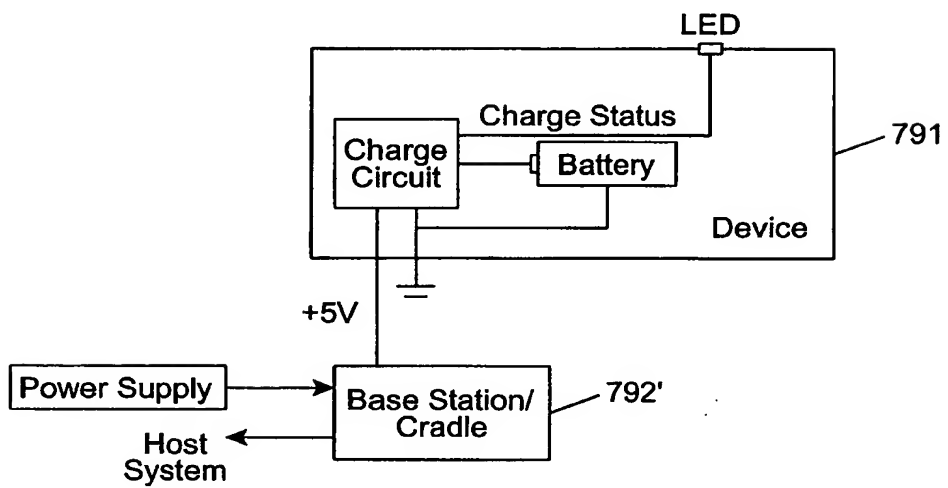 LED
Charge Status
791
Charge
Circuit
Battery
Device
+5V
Power Supply
Base Station/
Cradle
792'
Host
System